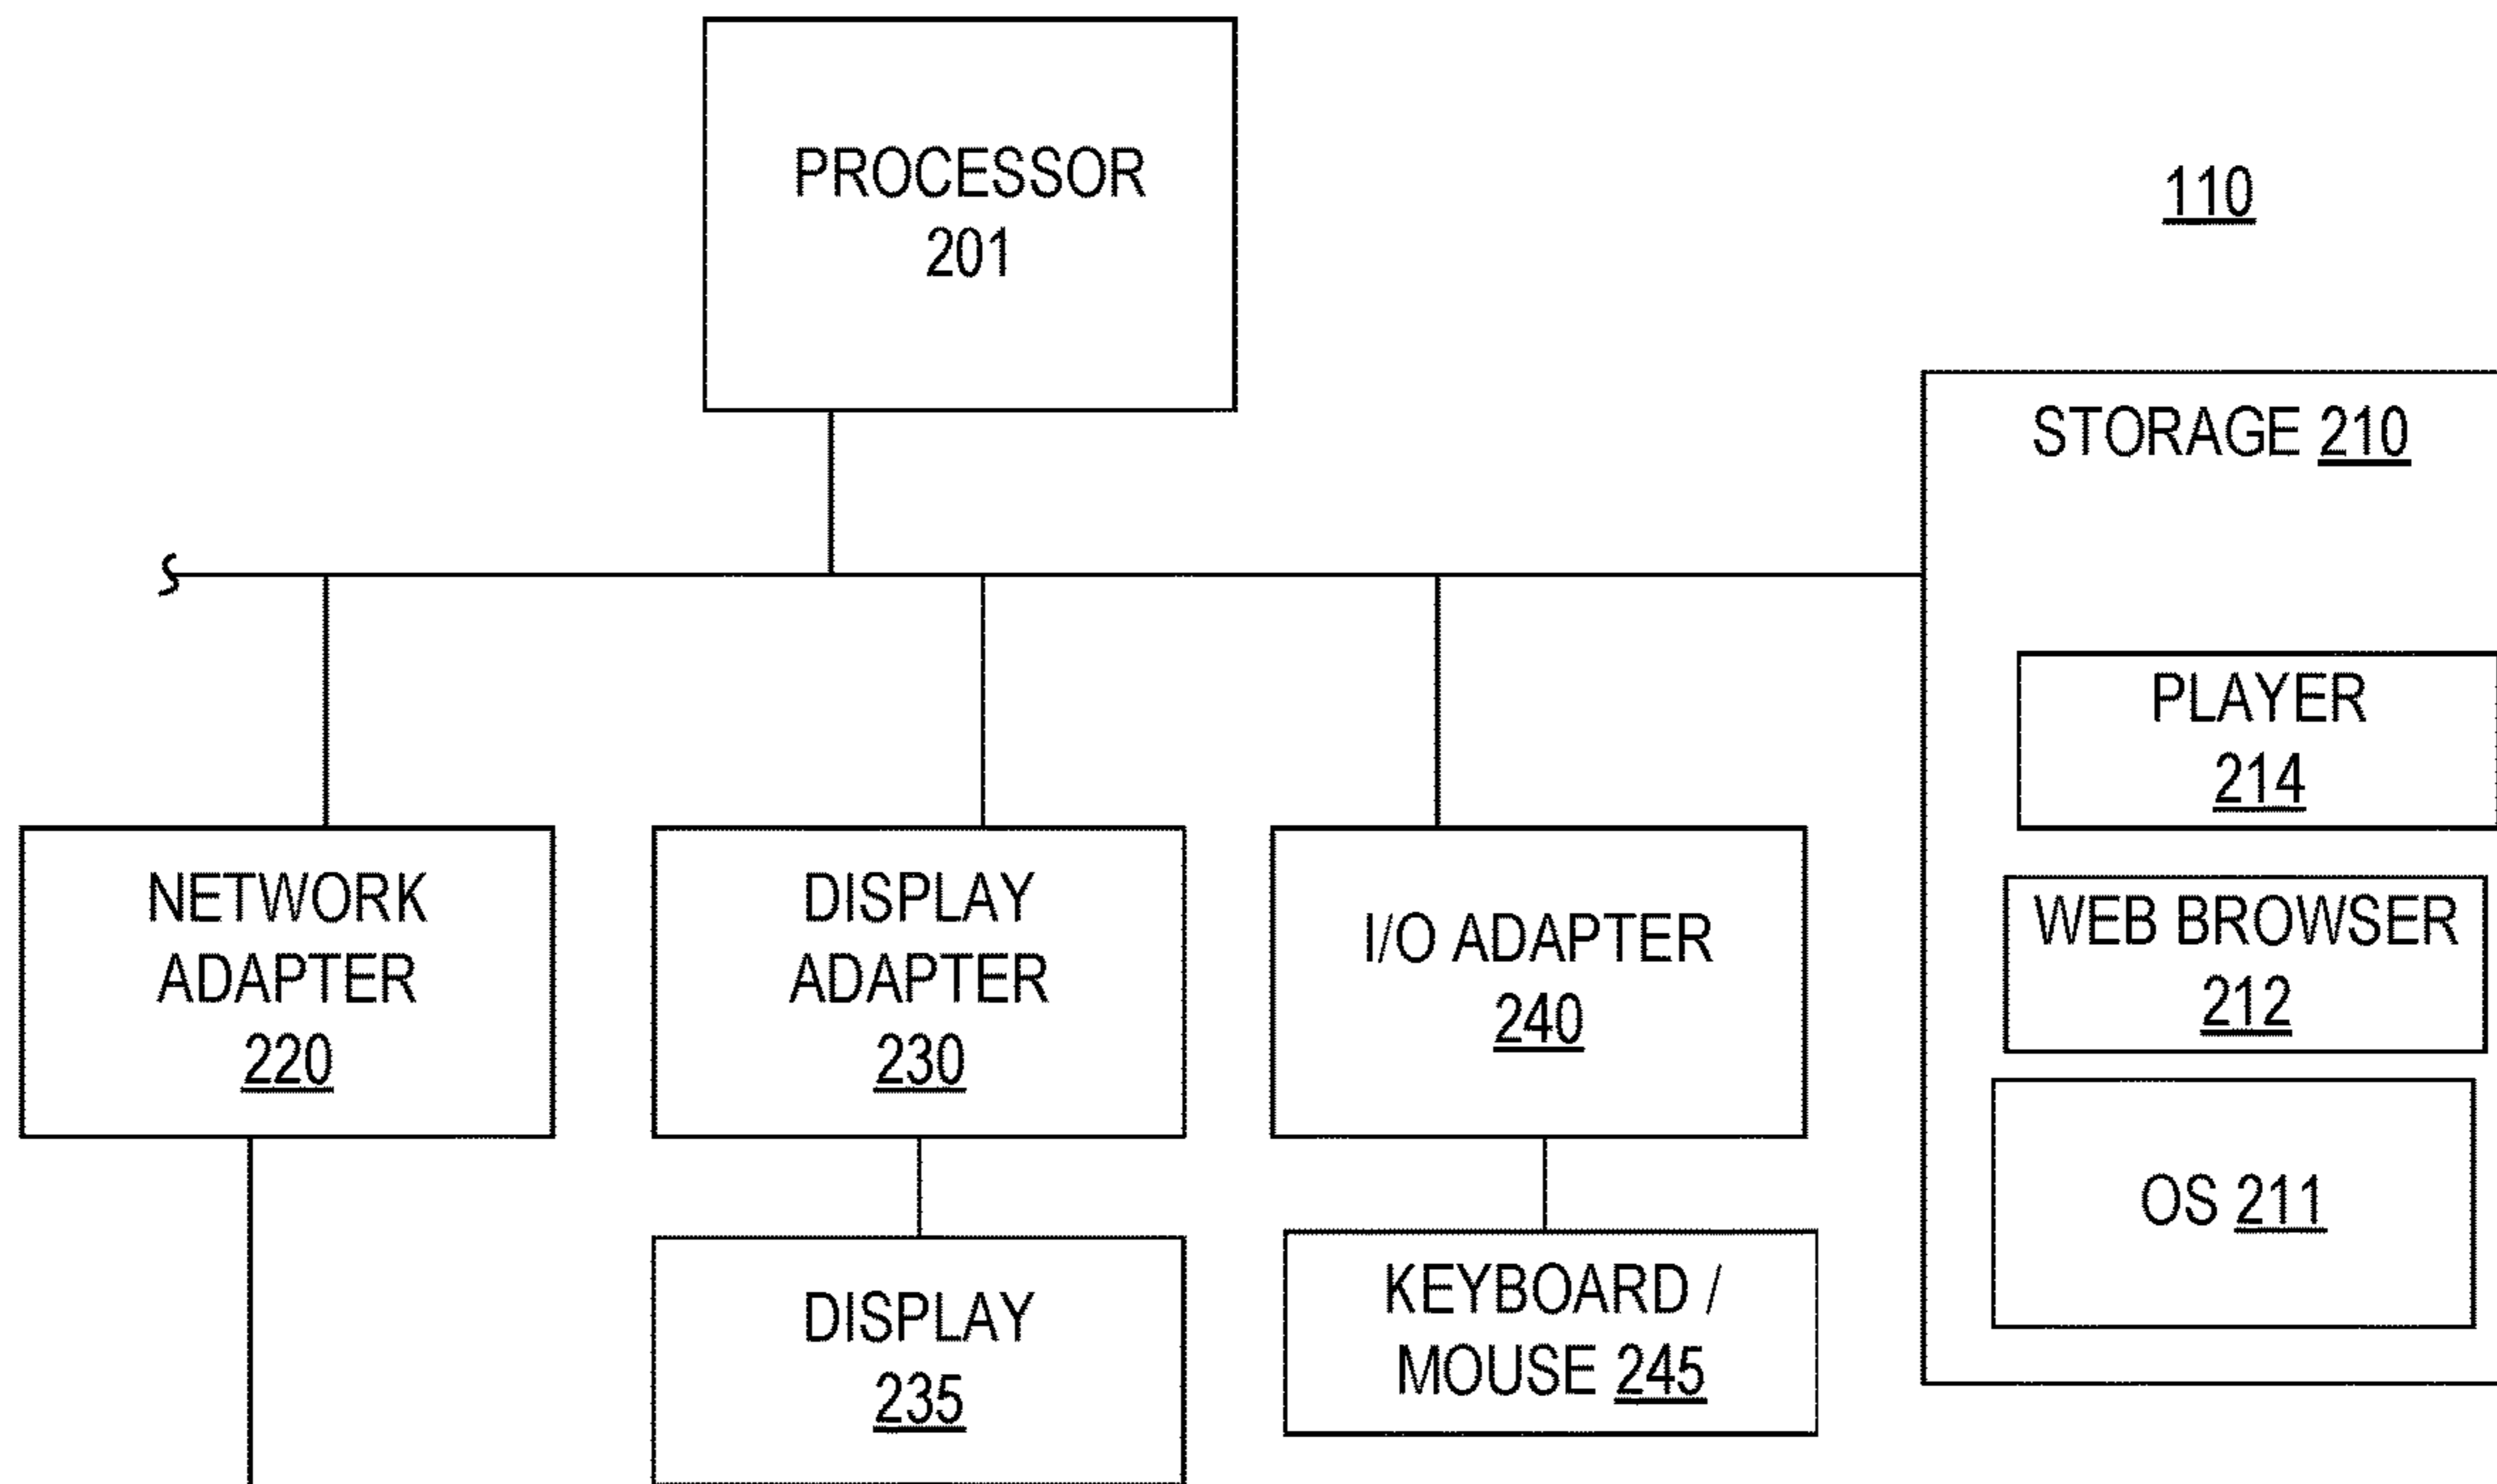 PROCESSOR
201
110
STORAGE 210
PLAYER
214
WEB BROWSER
212
OS 211
NETWORK
ADAPTER
220
DISPLAY
ADAPTER
230
I/O ADAPTER
240
DISPLAY
235
KEYBOARD /
MOUSE 245